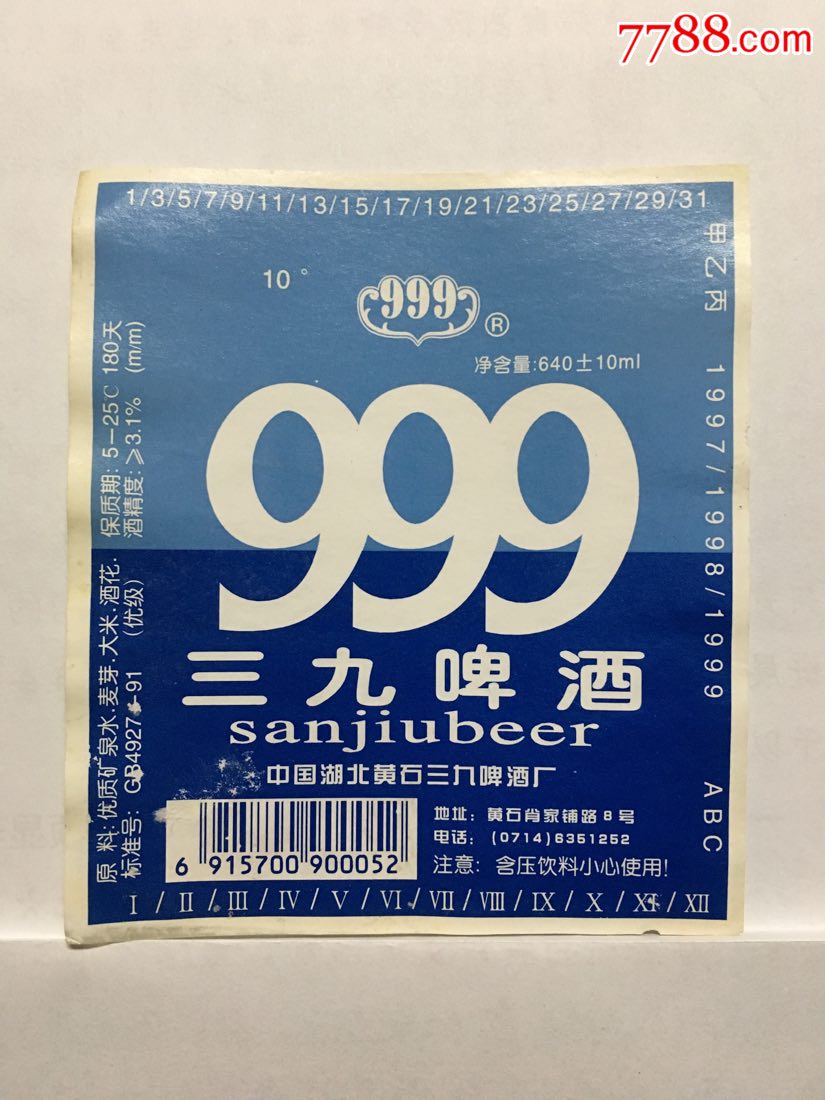 7788.com
1/3/5/7/9/11/13/15/17/19/21/23/25/27/29/31
10°
999
®
净含量:640±10ml
999
三九啤酒
sanjiubeer
中国湖北黄石三九啤酒厂
地址: 黄石肖家铺路8号
电话: (0714)6351252
注意: 含压饮料小心使用!
6 915700 900052
I/II/III/IV/V/VI/VII/VIII/IX/X/XI/XII
原 料: 优质矿泉水.麦芽.大米.酒花.
标准号: GB4927-91 (优级)
保质期: 5-25℃ 180天
酒精度: ≥3.1% (m/m)
甲乙丙 1997/1998/1999 ABC